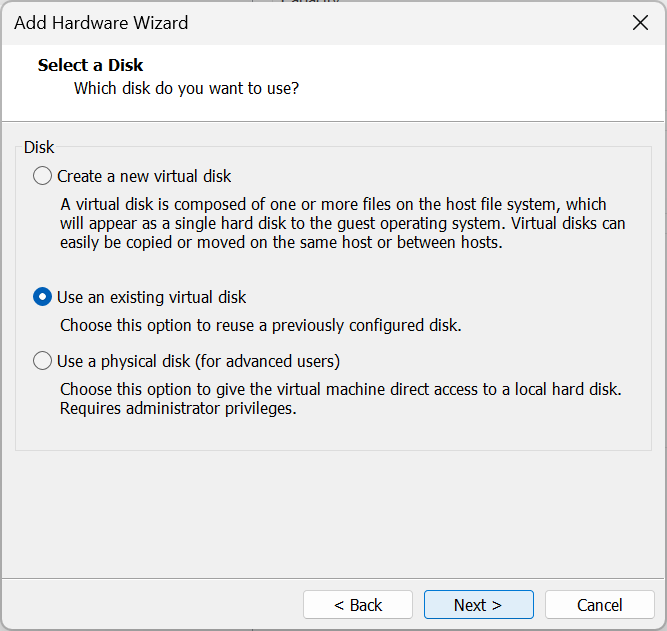 Add Hardware Wizard
Select a Disk
Which disk do you want to use?
Disk
Create a new virtual disk
A virtual disk is composed of one or more files on the host file system, which
will appear as a single hard disk to the guest operating system. Virtual disks can
easily be copied or moved on the same host or between hosts.
Use an existing virtual disk
Choose this option to reuse a previously configured disk.
Use a physical disk (for advanced users)
Choose this option to give the virtual machine direct access to a local hard disk.
Requires administrator privileges.
< Back
Next >
Cancel